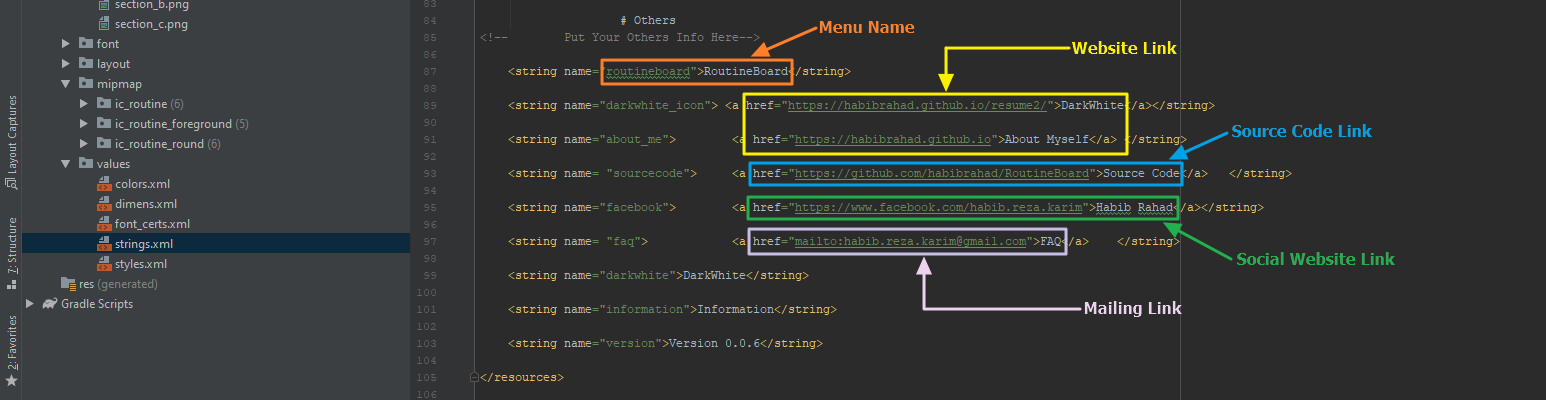 section_b.png
section_c.png
font
layout
mipmap
ic_routine (6)
ic_routine_foreground (5)
ic_routine_round (6)
values
colors.xml
dimens.xml
font_certs.xml
strings.xml
styles.xml
res (generated)
Gradle Scripts
Layout Captures
7: Structure
2: Favorites
83
84 # Others
85 <!-- Put Your Others Info Here-->
86
87 <string name="routineboard">RoutineBoard</string>
88
89 <string name="darkwhite_icon"> <a href="https://habibrahad.github.io/resume2/">DarkWhite</a></string>
90
91 <string name="about_me"> <a href="https://habibrahad.github.io">About Myself</a> </string>
92
93 <string name= "sourcecode"> <a href="https://github.com/habibrahad/RoutineBoard">Source Code</a> </string>
94
95 <string name="facebook"> <a href="https://www.facebook.com/habib.reza.karim">Habib Rahad</a></string>
96
97 <string name= "faq"> <a href="mailto:habib.reza.karim@gmail.com">FAQ</a> </string>
98
99 <string name="darkwhite">DarkWhite</string>
100
101 <string name="information">Information</string>
102
103 <string name="version">Version 0.0.6</string>
104
105 </resources>
106
Menu Name
Website Link
Source Code Link
Social Website Link
Mailing Link